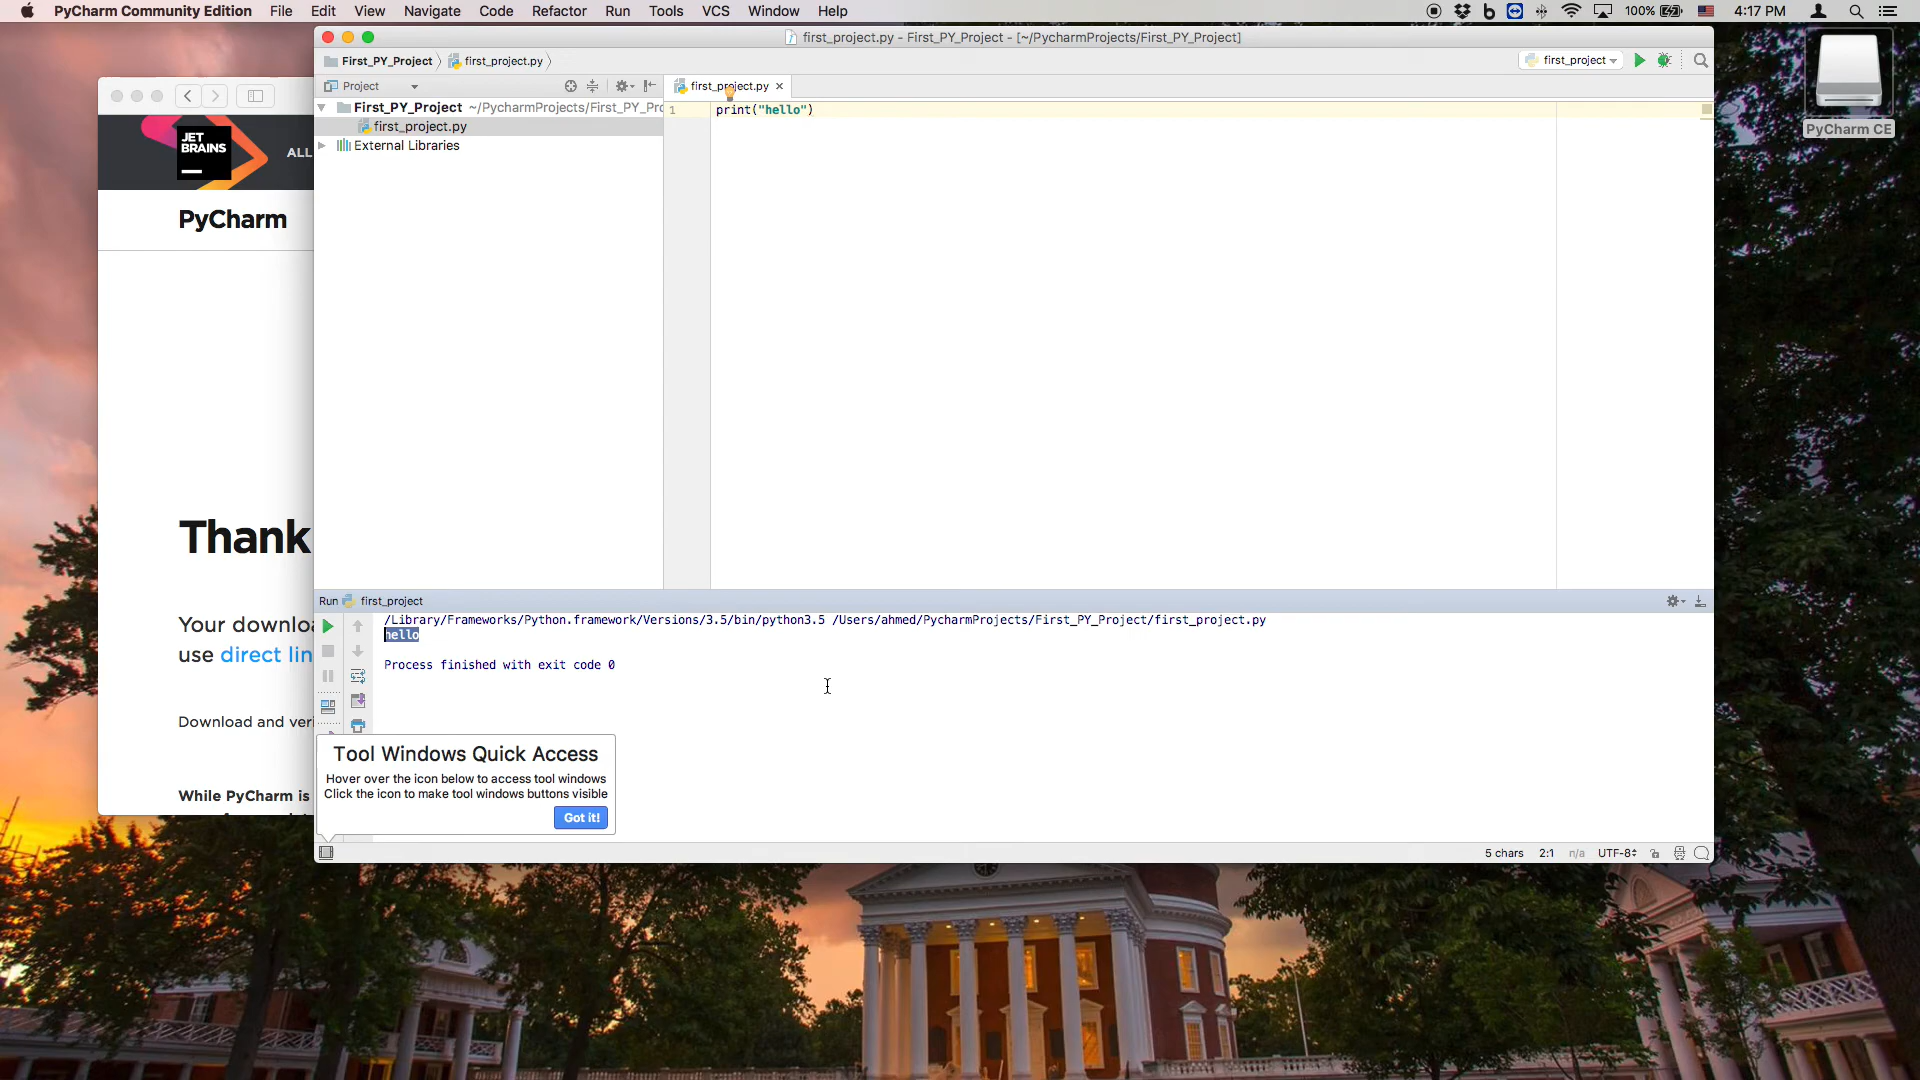 PyCharm Community Edition File Edit View Navigate Code Refactor Run Tools VCS Window Help 100% 4:17 PM
first_project.py - First_PY_Project - [~/PycharmProjects/First_PY_Project]
First_PY_Project first_project.py first_project
Project first_project.py
First_PY_Project ~/PycharmProjects/First_PY_Pro
1 print("hello")
first_project.py
External Libraries
PyCharm CE
JET
BRAINS
ALL
PyCharm
Thank
Your downloa
use direct lin
Download and veri
While PyCharm is
Run first_project
/Library/Frameworks/Python.framework/Versions/3.5/bin/python3.5 /Users/ahmed/PycharmProjects/First_PY_Project/first_project.py
hello
Process finished with exit code 0
Tool Windows Quick Access
Hover over the icon below to access tool windows
Click the icon to make tool windows buttons visible
Got it!
5 chars 2:1 n/a UTF-8